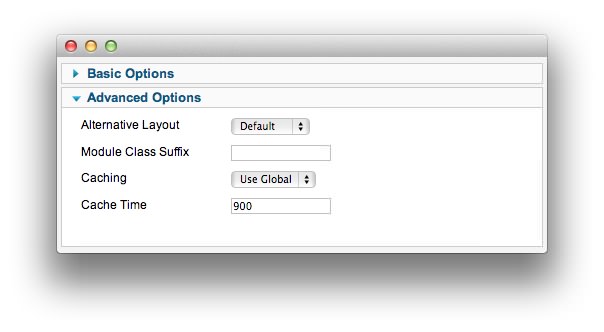 Basic Options
Advanced Options
Alternative Layout Default
Module Class Suffix
Caching Use Global
Cache Time 900